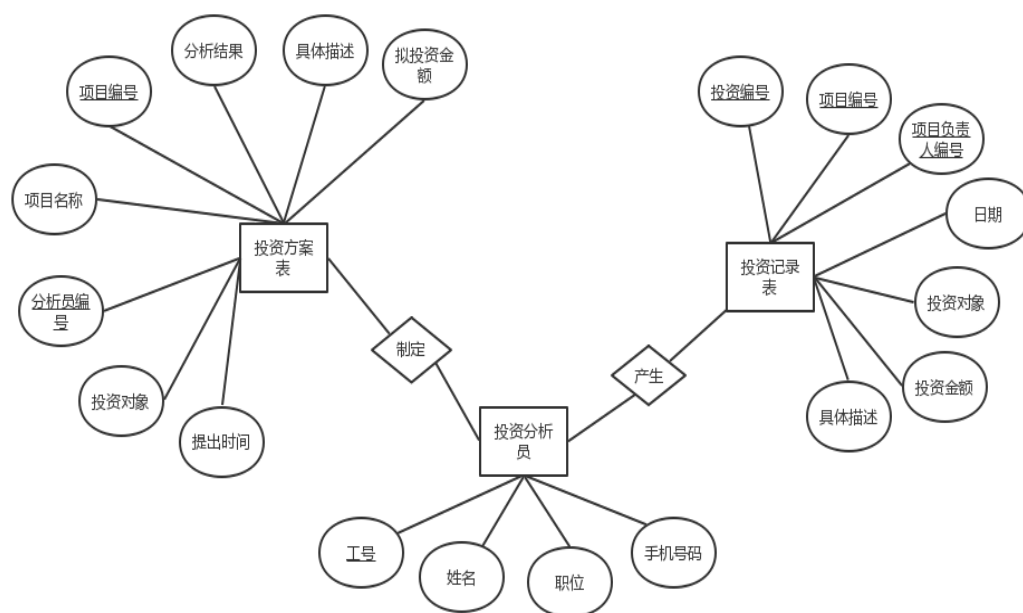 分析结果
具体描述
拟投资金
额
项目编号
项目名称
投资方案
表
分析员编
号
投资对象
提出时间
制定
投资编号
项目编号
项目负责
人编号
日期
投资记录
表
投资对象
投资金额
具体描述
产生
投资分析
员
工号
姓名
职位
手机号码